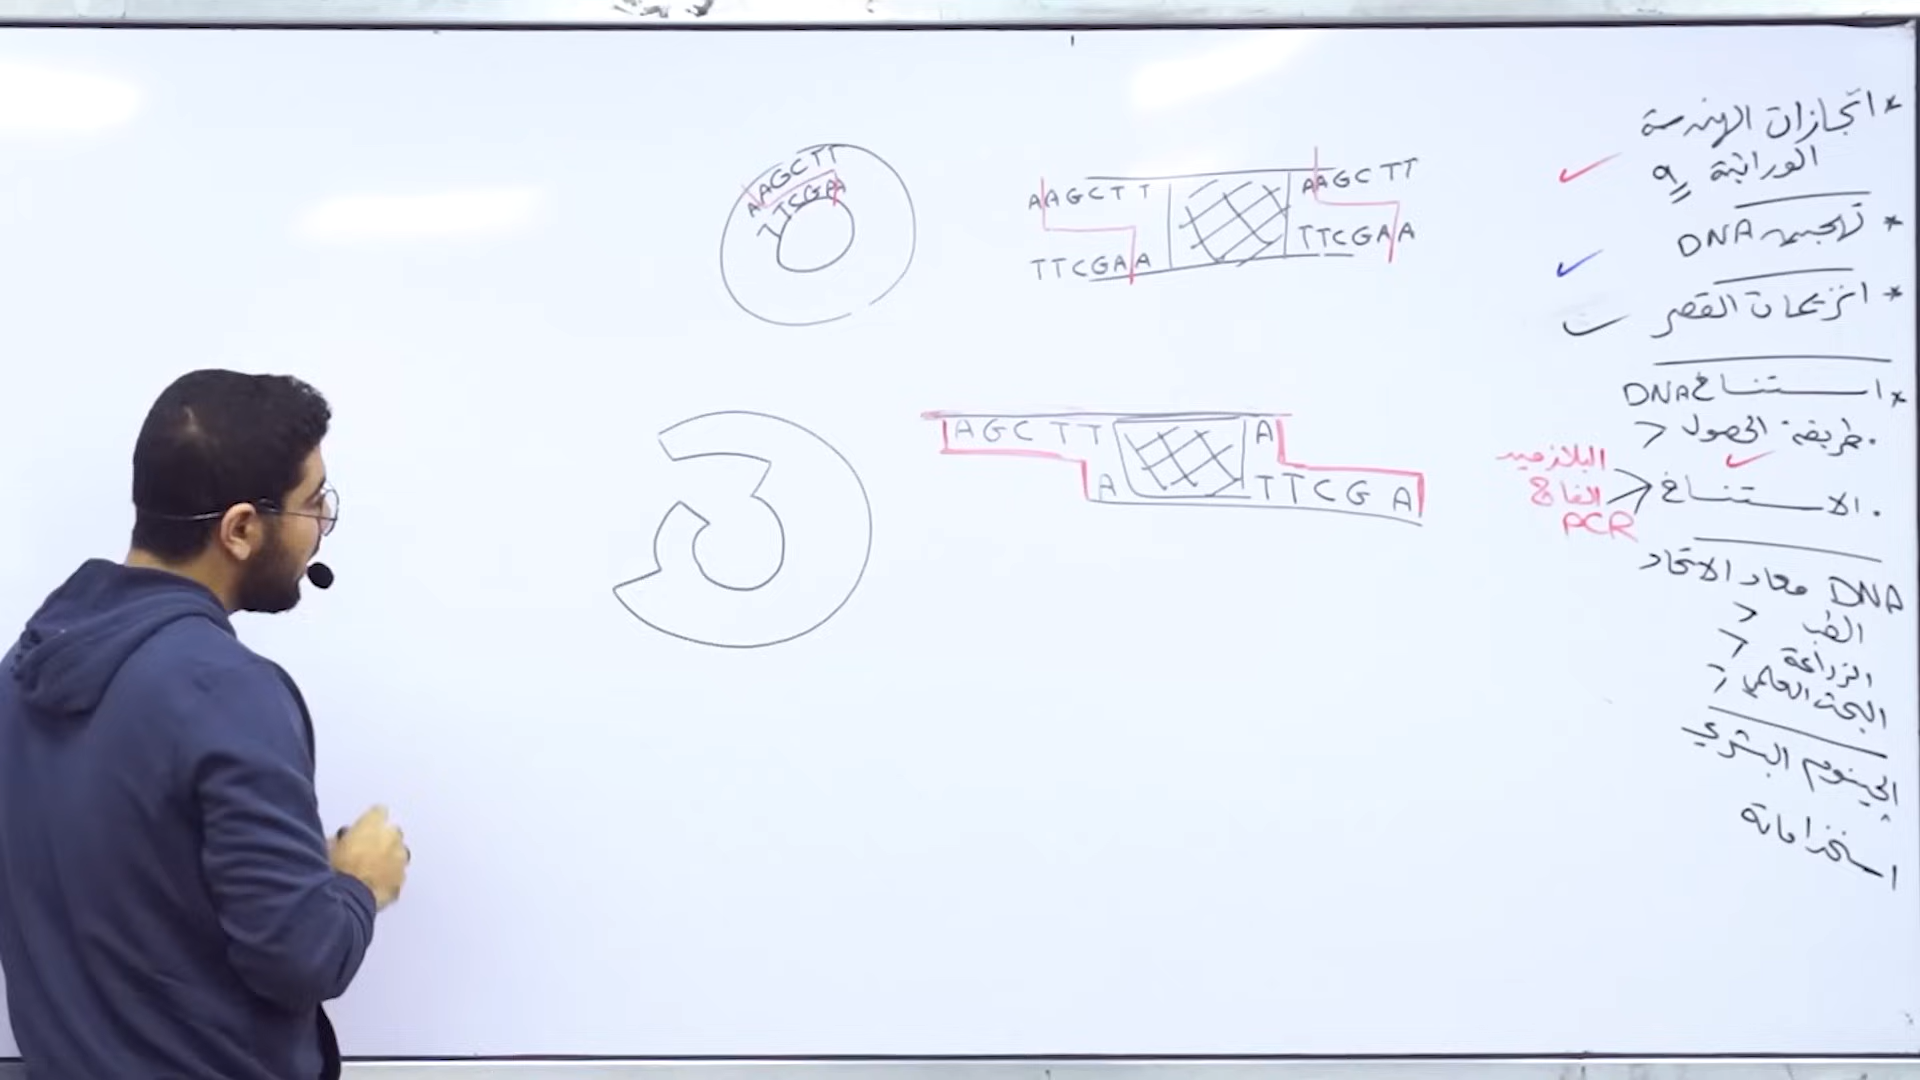 * انجازات الهندسة
الوراثية و
* تهجين DNA
* انزيمات القصر
* استنساخ DNA
. طريقة الحصول >
البلازميد
الفاج
PCR
. الاستنساخ
DNA معاد الاتحاد
الطب
الزراعة
البحث العلمي
الجينوم البشري
استخداماته
AAGCTT
TTCGAA
AAGCTT
TTCGAA
AAGCTT
TTCGAA
AGCTT
A
A
TTCGA